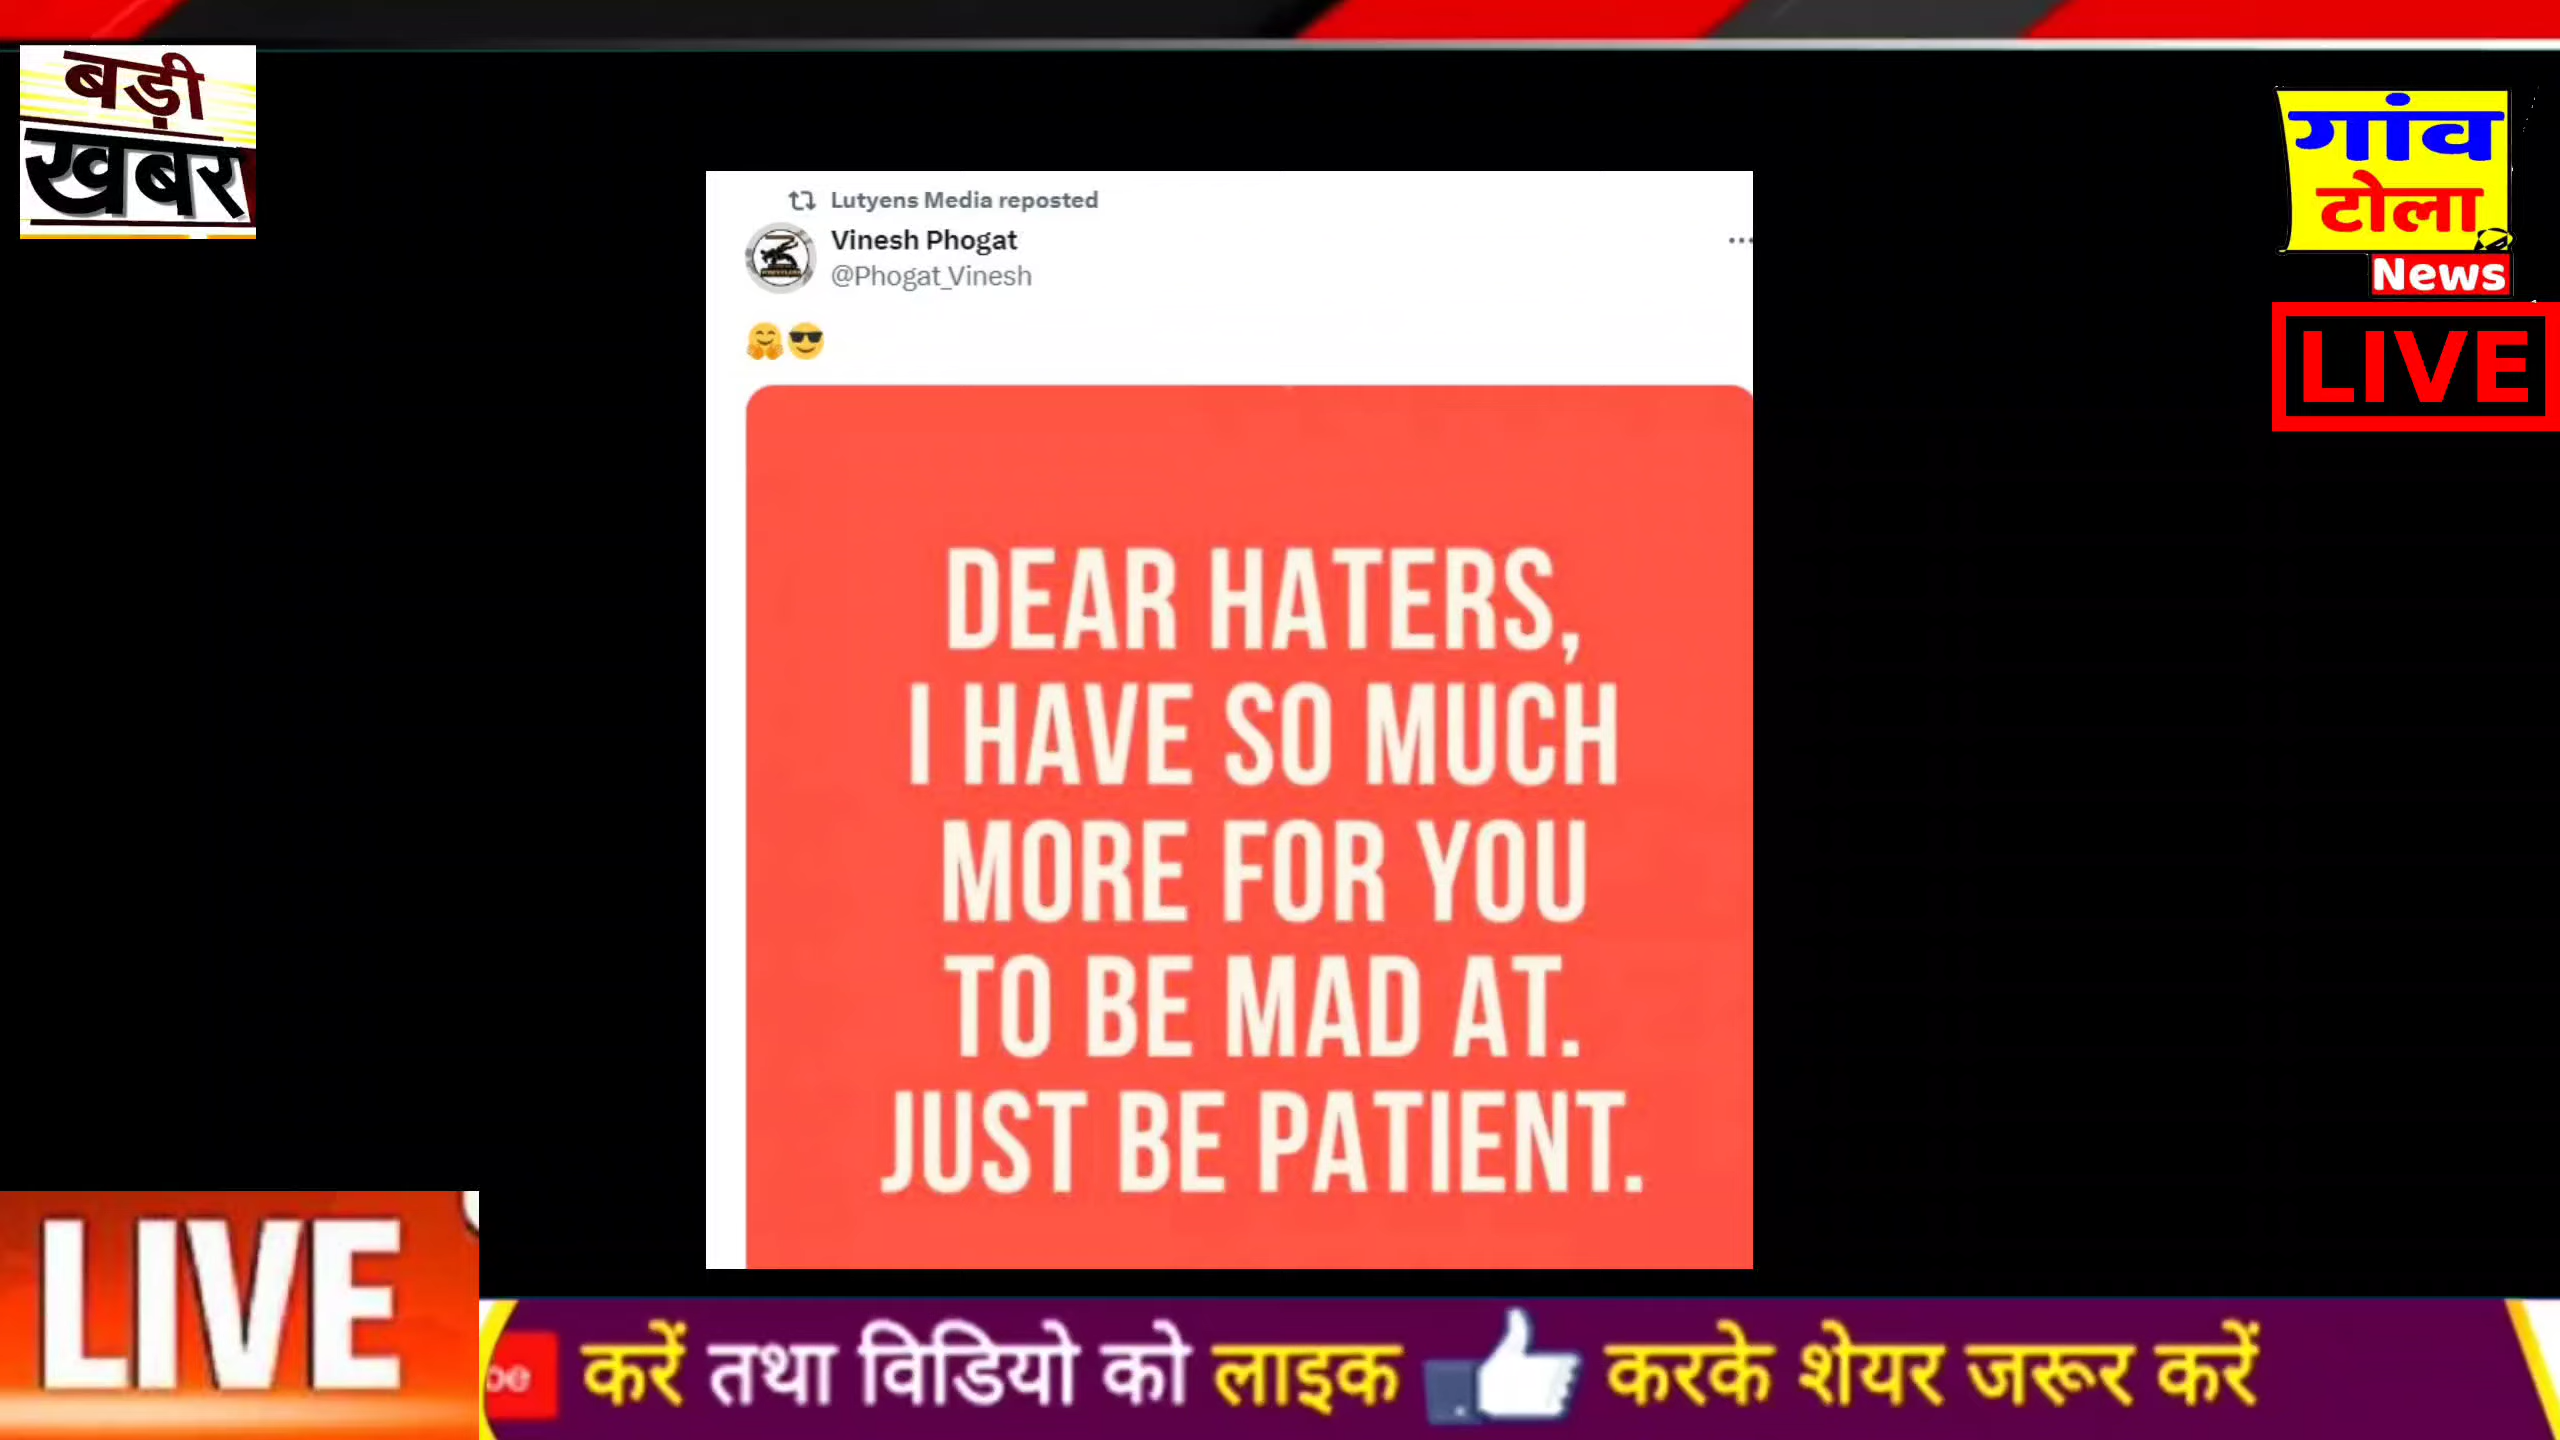 बड़ी
खबर
गांव
टोला
News
LIVE
Lutyens Media reposted
Vinesh Phogat
@Phogat_Vinesh
🤗😎
DEAR HATERS,
I HAVE SO MUCH
MORE FOR YOU
TO BE MAD AT.
JUST BE PATIENT.
LIVE
be करें तथा विडियो को लाइक करके शेयर जरूर करें